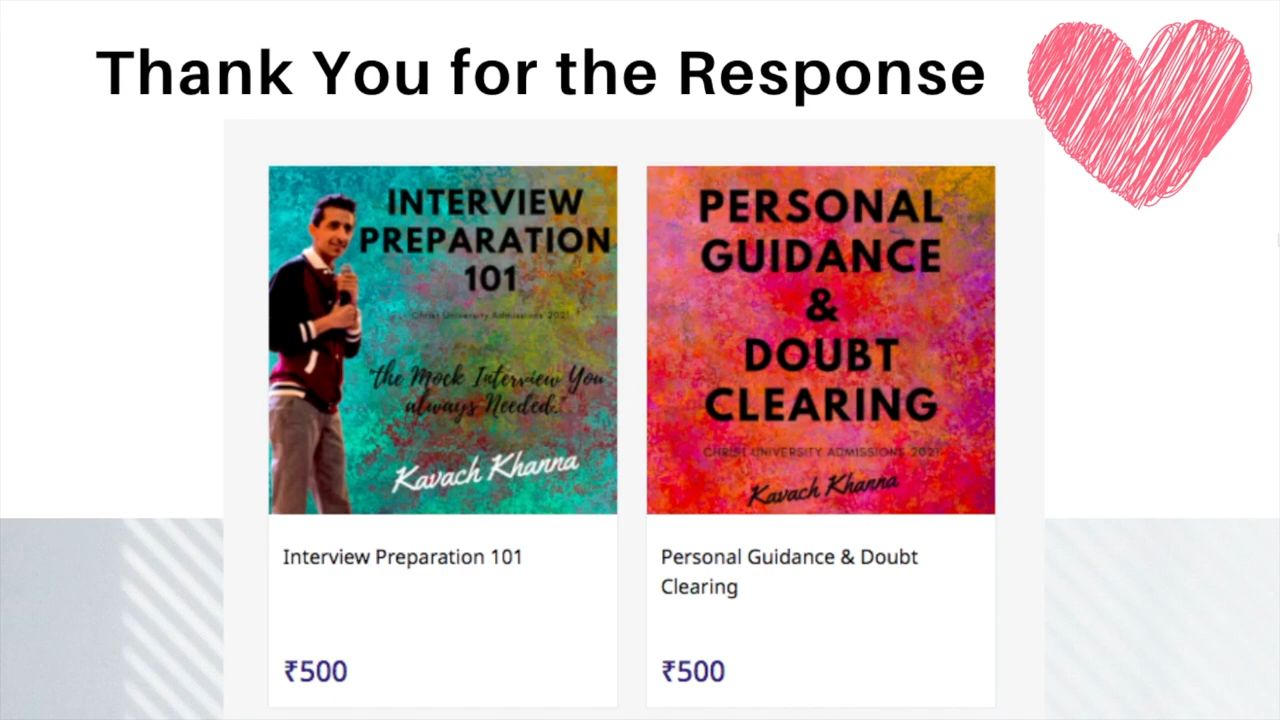 Thank You for the Response
INTERVIEW
PREPARATION
101
Christ University Admissions 2021
"the Mock Interview You
always Needed."
Kavach Khanna
PERSONAL
GUIDANCE
&
DOUBT
CLEARING
CHRIST UNIVERSITY ADMISSIONS 2021
Kavach Khanna
Interview Preparation 101
₹500
Personal Guidance & Doubt
Clearing
₹500